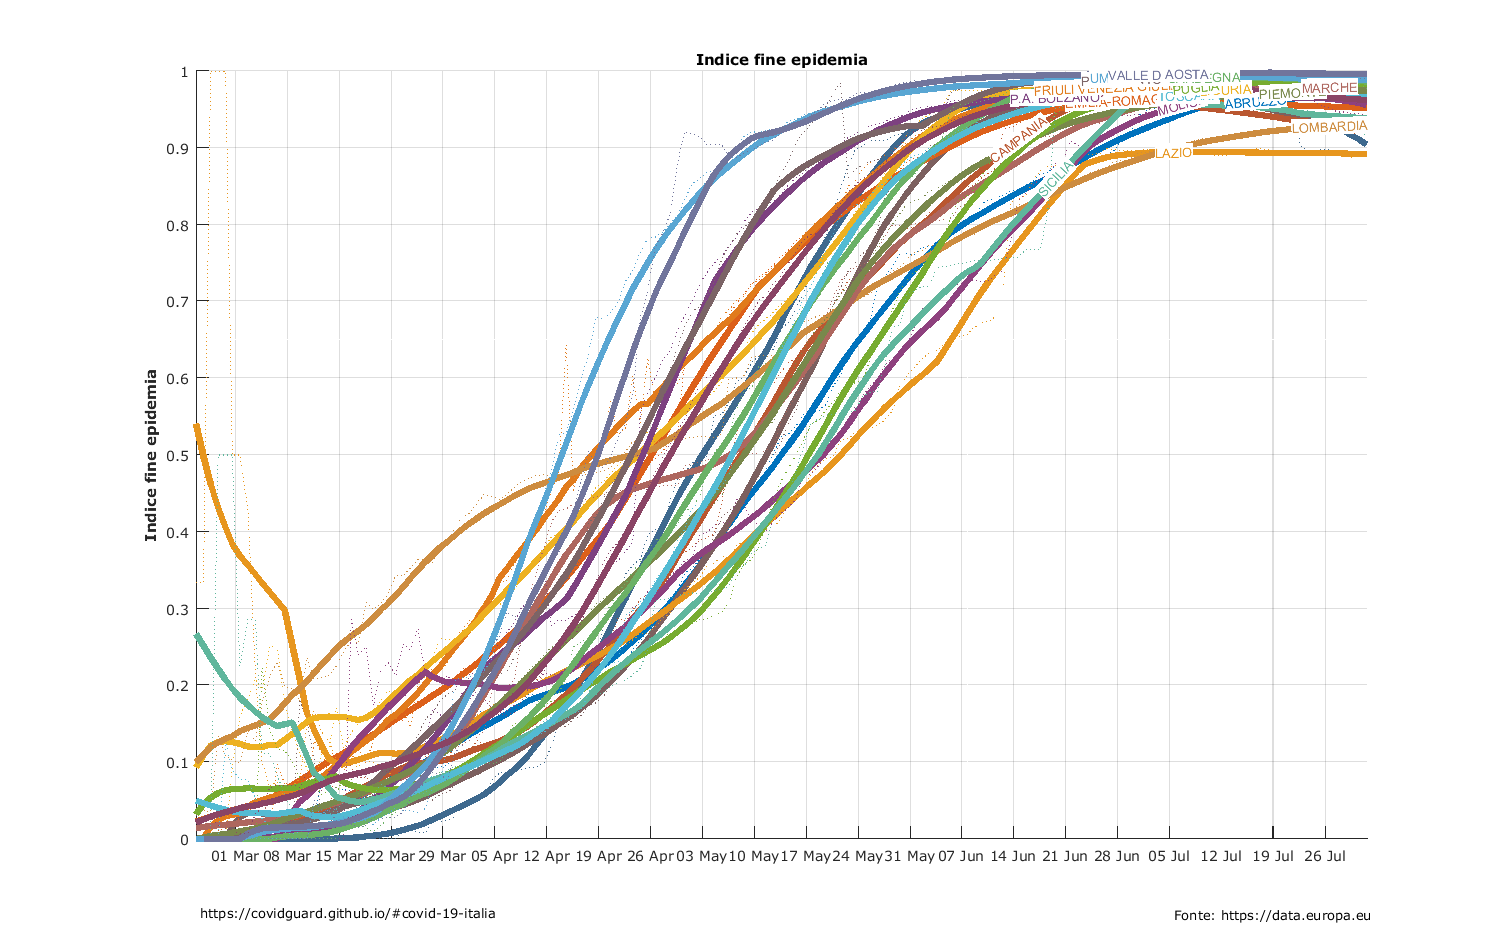 Indice fine epidemia
Indice fine epidemia
1
0.9
0.8
0.7
0.6
0.5
0.4
0.3
0.2
0.1
0
VALLE D AOSTA
P.A. BOLZANO
PIEMO
MARCHE
ABRUZZO
CAMPANIA
SICILIA
LOMBARDIA
LAZIO
01 Mar 08 Mar 15 Mar 22 Mar 29 Mar 05 Apr 12 Apr 19 Apr 26 Apr 03 May 10 May 17 May 24 May 31 May 07 Jun 14 Jun 21 Jun 28 Jun 05 Jul 12 Jul 19 Jul 26 Jul
https://covidguard.github.io/#covid-19-italia
Fonte: https://data.europa.eu